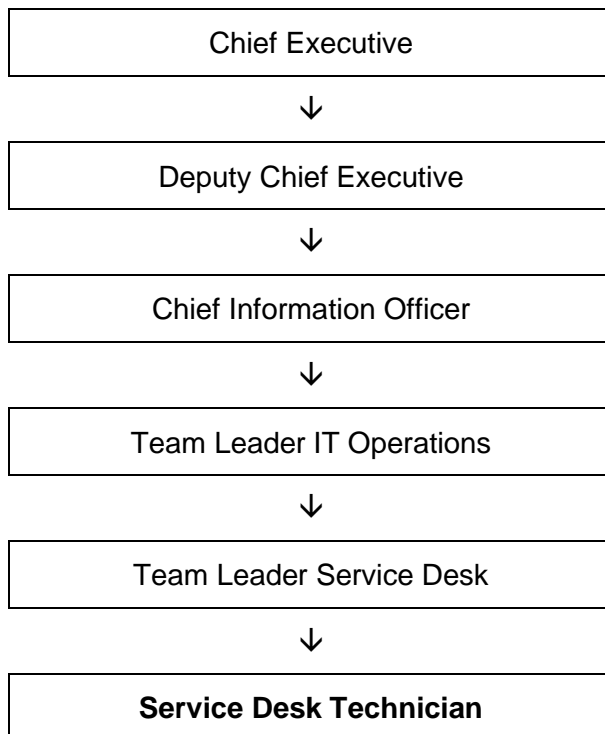 Chief Executive
↓
Deputy Chief Executive
↓
Chief Information Officer
↓
Team Leader IT Operations
↓
Team Leader Service Desk
↓
Service Desk Technician